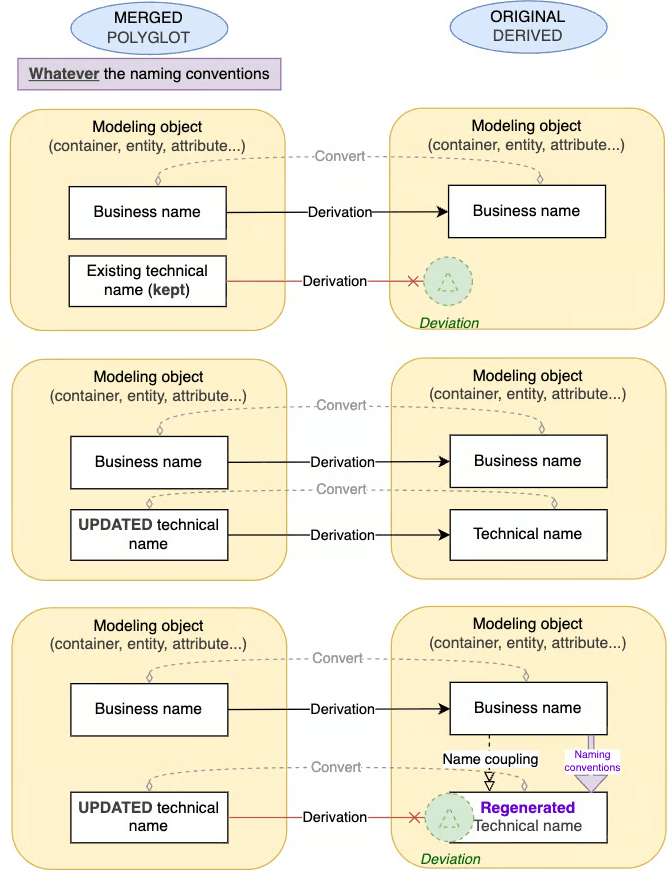 MERGED
POLYGLOT
ORIGINAL
DERIVED
Whatever the naming conventions
Modeling object
(container, entity, attribute...)
Modeling object
(container, entity, attribute...)
Convert
Business name
Derivation
Business name
Existing technical
name (kept)
Derivation
Deviation
Modeling object
(container, entity, attribute...)
Modeling object
(container, entity, attribute...)
Convert
Business name
Derivation
Business name
Convert
UPDATED technical
name
Derivation
Technical name
Modeling object
(container, entity, attribute...)
Modeling object
(container, entity, attribute...)
Convert
Business name
Derivation
Business name
Name coupling
Naming
conventions
Convert
UPDATED technical
name
Derivation
Regenerated
Technical name
Deviation